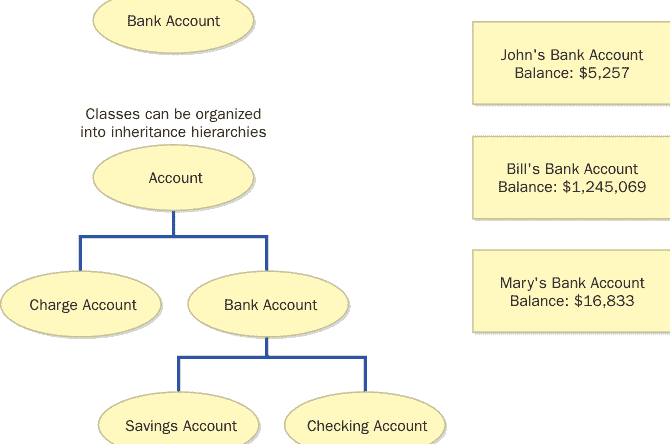 Bank Account
John's Bank Account
Balance: $5,257
Classes can be organized
into inheritance hierarchies
Bill's Bank Account
Balance: $1,245,069
Account
Mary's Bank Account
Balance: $16,833
Charge Account
Bank Account
Savings Account
Checking Account